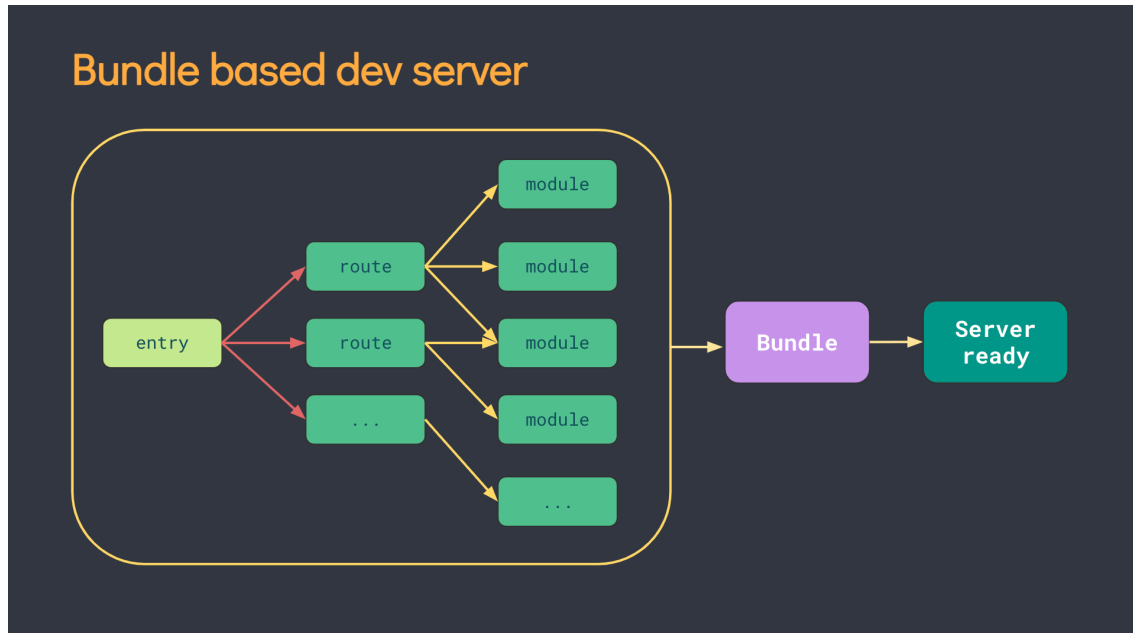 Bundle based dev server
module
route
module
entry
route
module
Bundle
Server
ready
...
module
...